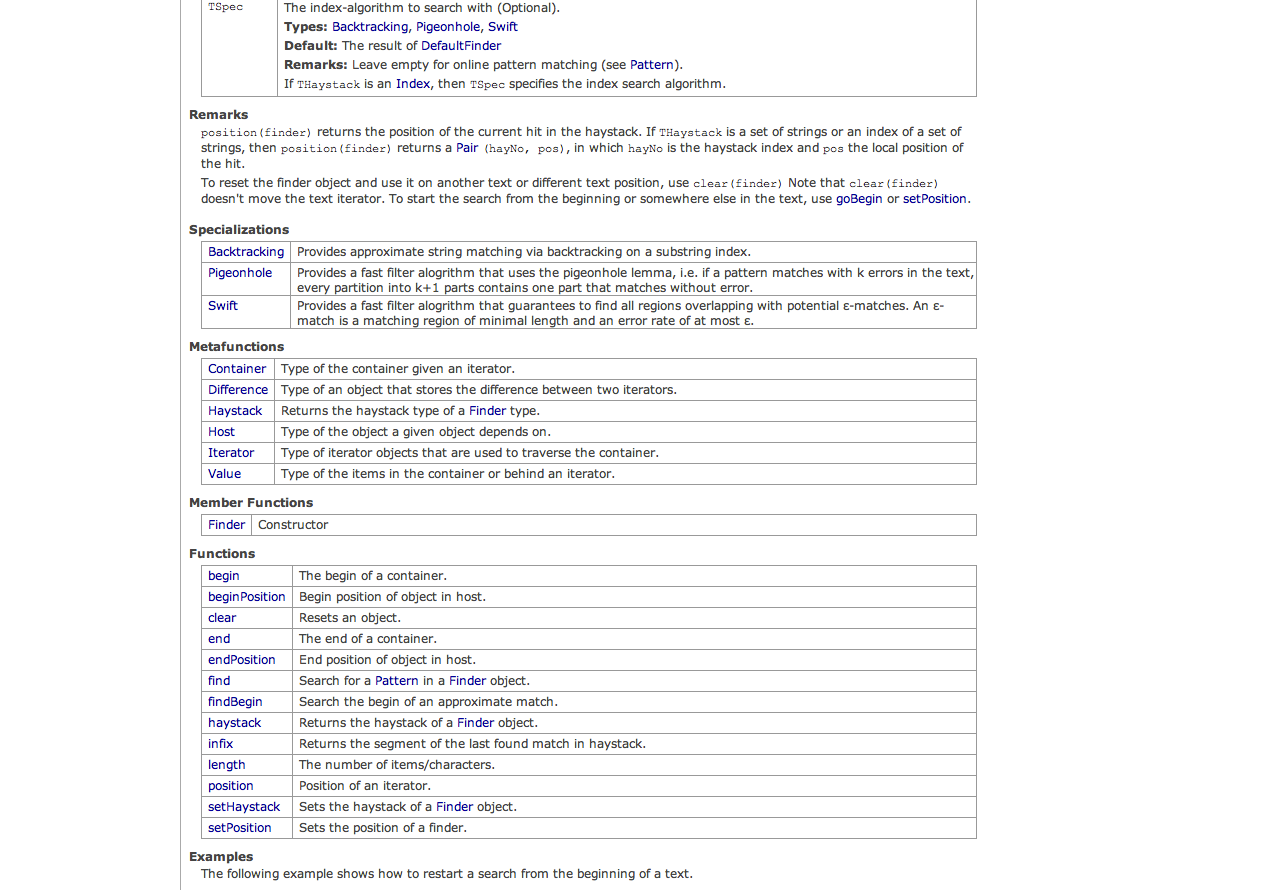 TSpec The index-algorithm to search with (Optional).
Types: Backtracking, Pigeonhole, Swift
Default: The result of DefaultFinder
Remarks: Leave empty for online pattern matching (see Pattern).
If THaystack is an Index, then TSpec specifies the index search algorithm.
Remarks
position(finder) returns the position of the current hit in the haystack. If THaystack is a set of strings or an index of a set of
strings, then position(finder) returns a Pair (hayNo, pos), in which hayNo is the haystack index and pos the local position of
the hit.
To reset the finder object and use it on another text or different text position, use clear(finder) Note that clear(finder)
doesn't move the text iterator. To start the search from the beginning or somewhere else in the text, use goBegin or setPosition.
Specializations
Backtracking Provides approximate string matching via backtracking on a substring index.
Pigeonhole Provides a fast filter alogrithm that uses the pigeonhole lemma, i.e. if a pattern matches with k errors in the text,
every partition into k+1 parts contains one part that matches without error.
Swift Provides a fast filter alogrithm that guarantees to find all regions overlapping with potential ε-matches. An ε-
match is a matching region of minimal length and an error rate of at most ε.
Metafunctions
Container Type of the container given an iterator.
Difference Type of an object that stores the difference between two iterators.
Haystack Returns the haystack type of a Finder type.
Host Type of the object a given object depends on.
Iterator Type of iterator objects that are used to traverse the container.
Value Type of the items in the container or behind an iterator.
Member Functions
Finder Constructor
Functions
begin The begin of a container.
beginPosition Begin position of object in host.
clear Resets an object.
end The end of a container.
endPosition End position of object in host.
find Search for a Pattern in a Finder object.
findBegin Search the begin of an approximate match.
haystack Returns the haystack of a Finder object.
infix Returns the segment of the last found match in haystack.
length The number of items/characters.
position Position of an iterator.
setHaystack Sets the haystack of a Finder object.
setPosition Sets the position of a finder.
Examples
The following example shows how to restart a search from the beginning of a text.